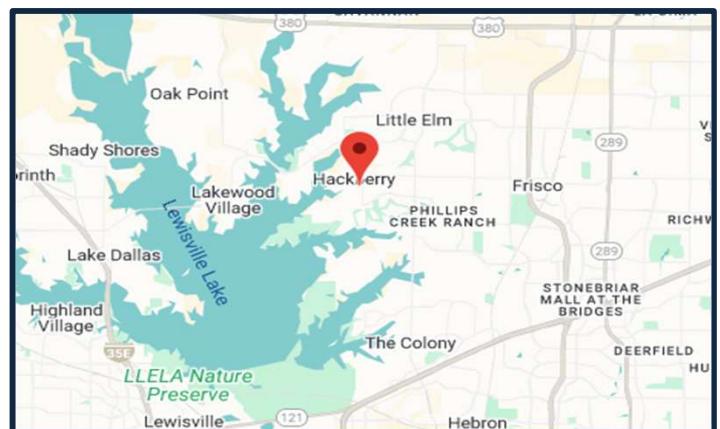 380
380
Oak Point
Little Elm
Shady Shores
289
Hackberry
Frisco
Lakewood
Village
PHILLIPS
CREEK RANCH
Lewisville Lake
Lake Dallas
289
STONEBRIAR
MALL AT THE
BRIDGES
Highland
Village
The Colony
35E
DEERFIELD
LLELA Nature
Preserve
121
Lewisville
Hebron